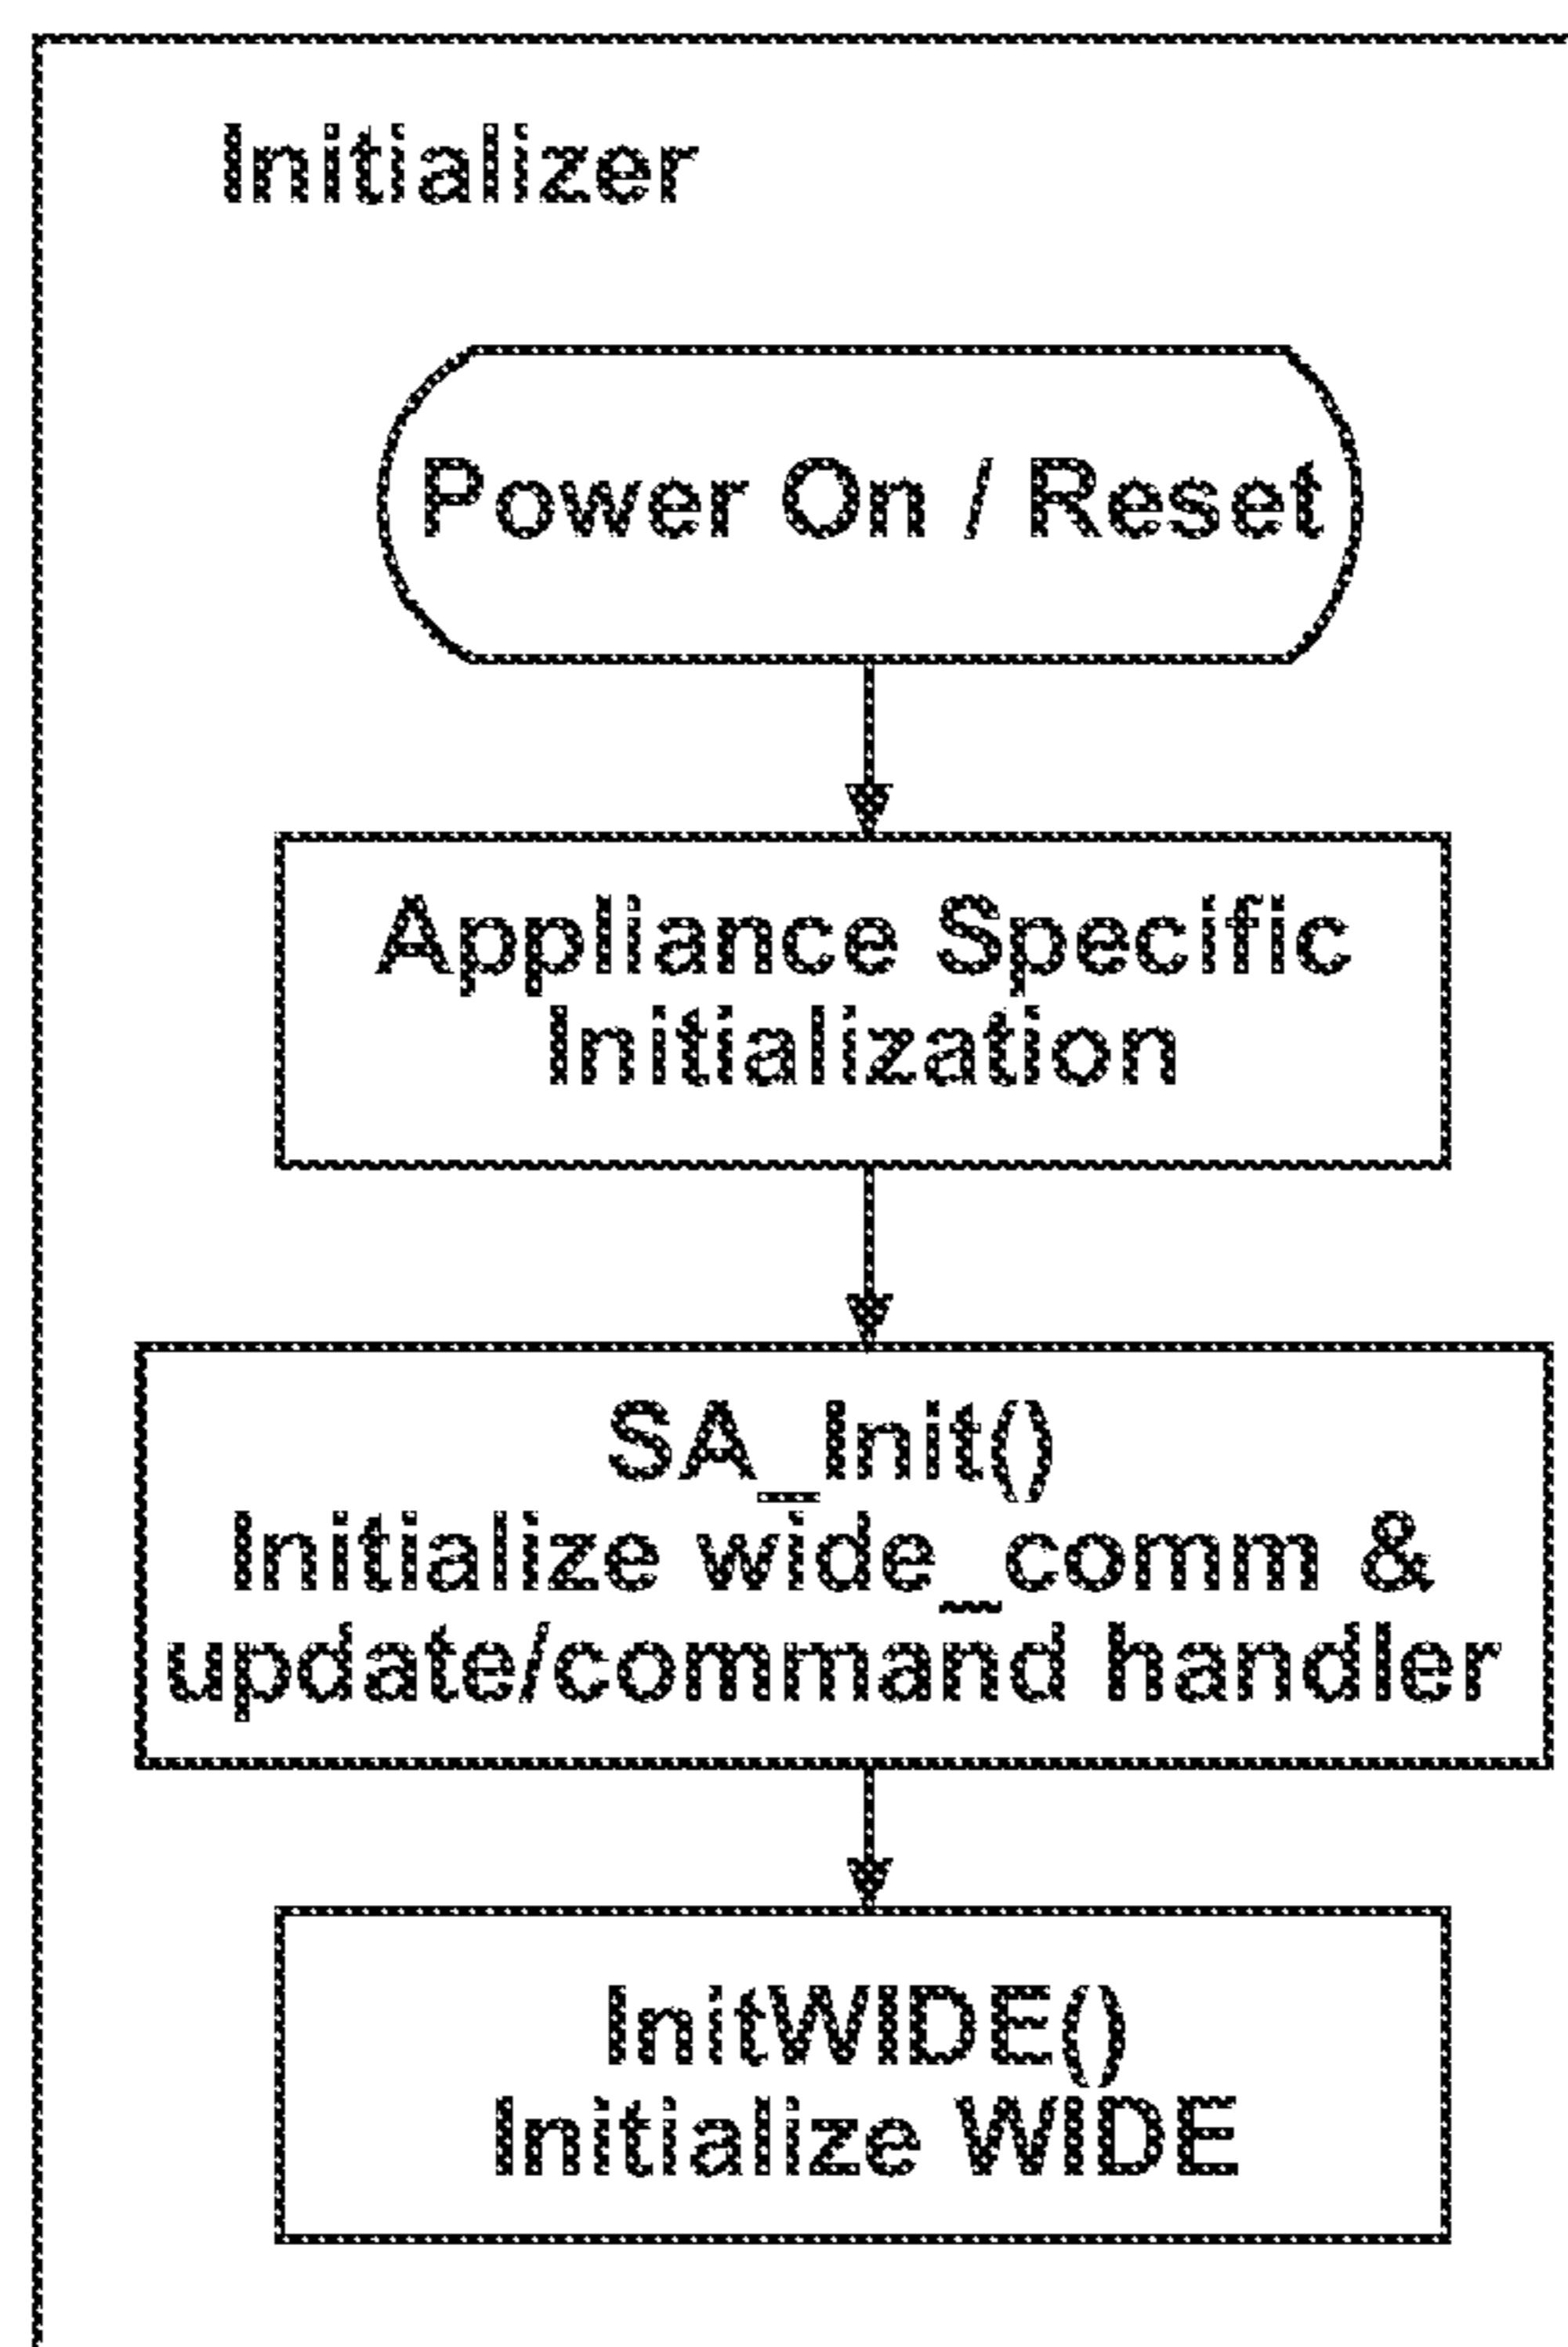 Initializer
Power On / Reset
Appliance Specific
Initialization
SA_Init()
Initialize wide_comm &
update/command handler
InitWIDE()
Initialize WIDE